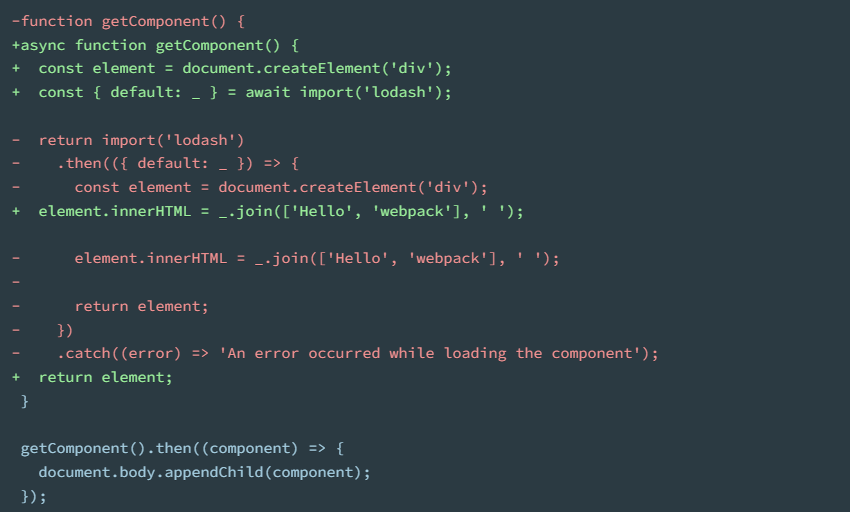 -function getComponent() {
+async function getComponent() {
+  const element = document.createElement('div');
+  const { default: _ } = await import('lodash');

-  return import('lodash')
-    .then(({ default: _ }) => {
-      const element = document.createElement('div');
+  element.innerHTML = _.join(['Hello', 'webpack'], ' ');

-      element.innerHTML = _.join(['Hello', 'webpack'], ' ');
-
-      return element;
-    })
-    .catch((error) => 'An error occurred while loading the component');
+  return element;
 }

 getComponent().then((component) => {
   document.body.appendChild(component);
 });